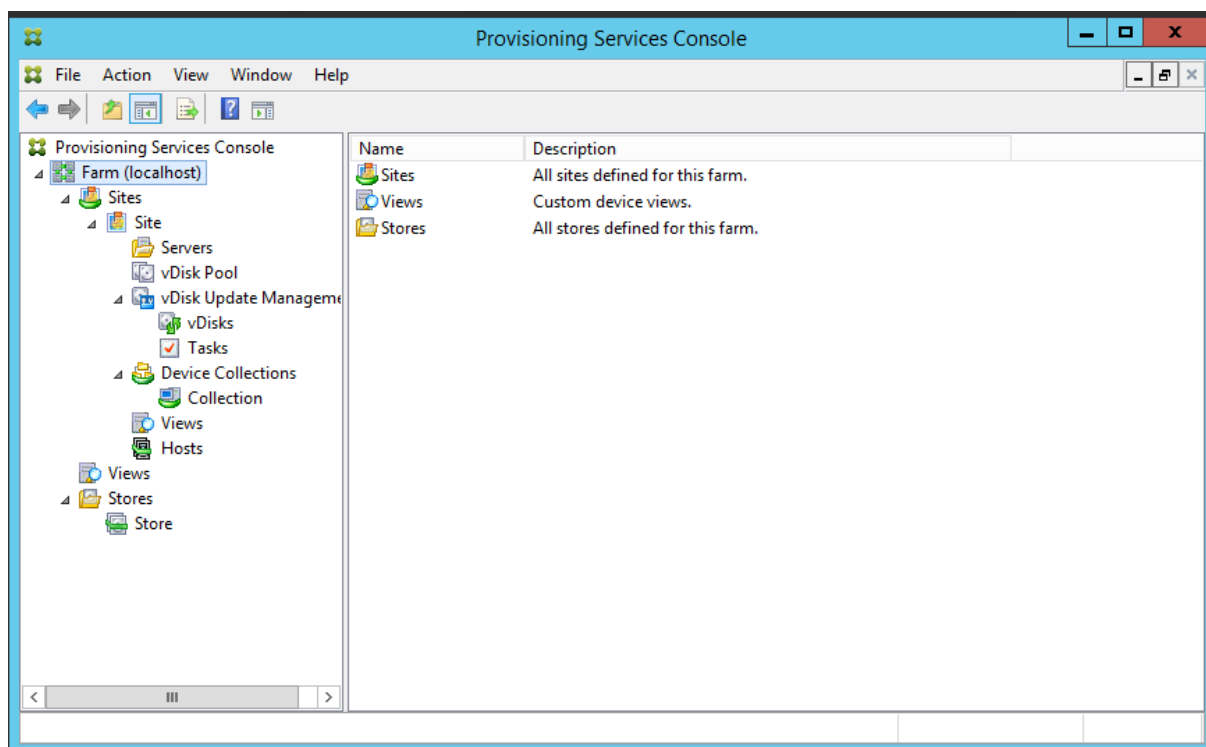 Provisioning Services Console
File Action View Window Help
Provisioning Services Console
Farm (localhost)
Sites
Site
Servers
vDisk Pool
vDisk Update Manageme
vDisks
Tasks
Device Collections
Collection
Views
Hosts
Views
Stores
Store
Name Description
Sites All sites defined for this farm.
Views Custom device views.
Stores All stores defined for this farm.